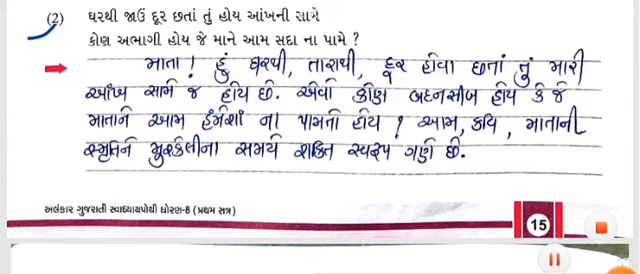 (2) ઘરથી જાઉં દૂર છતાં તું હોય આંખની સામે
કોણ અભાગી હોય જે માને આમ સદા ના પામે ?
માતા ! હું ઘરથી, તારાથી, દૂર હોવા છતાં તું મારી
આંખ સામે જ હોય છે. એવો કોણ બદનસીબ હોય કે જે
માતાને આમ હંમેશાં ના પામતો હોય ! આમ, કવિ, માતાની
સ્મૃતિને મુશ્કેલીના સમયે શક્તિ સ્વરૂપ ગણે છે.
અલંકાર ગુજરાતી સ્વાધ્યાયપોથી ધોરણ-8 (પ્રથમ સત્ર)
15